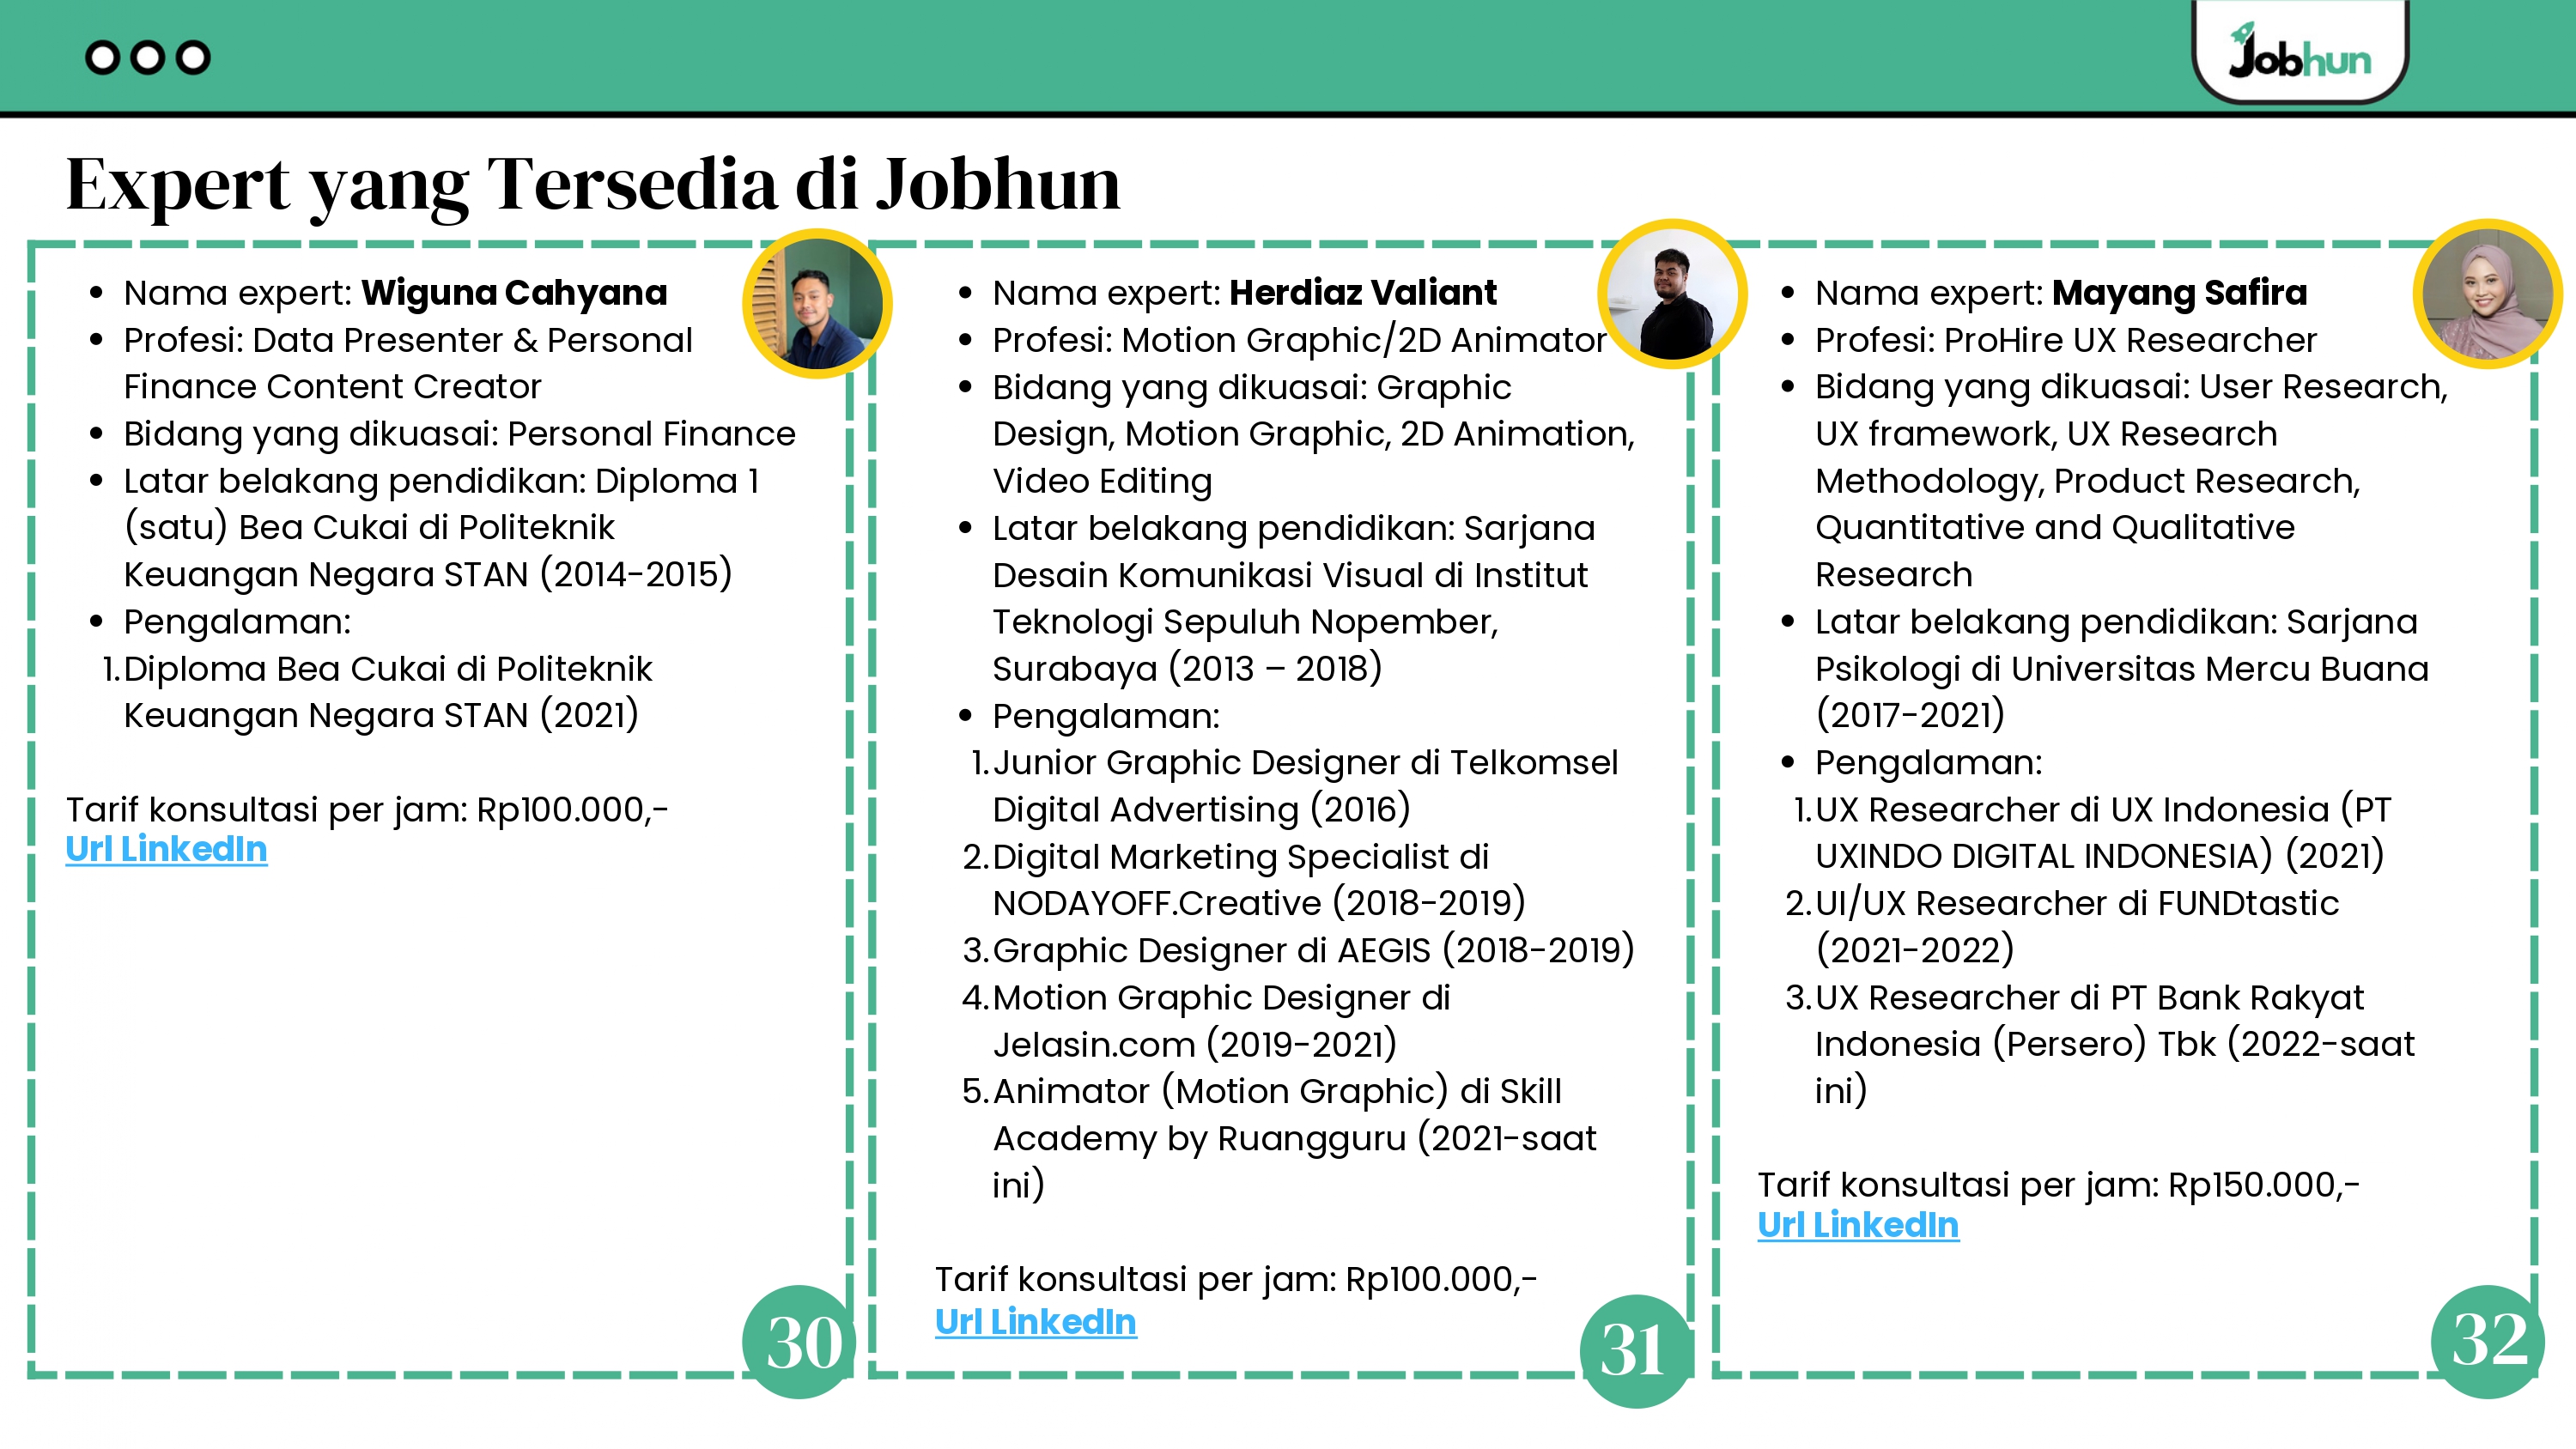 Jobhun
Expert yang Tersedia di Jobhun
• Nama expert: Wiguna Cahyana
• Profesi: Data Presenter & Personal
Finance Content Creator
• Bidang yang dikuasai: Personal Finance
• Latar belakang pendidikan: Diploma 1
(satu) Bea Cukai di Politeknik
Keuangan Negara STAN (2014-2015)
• Pengalaman:
1. Diploma Bea Cukai di Politeknik
Keuangan Negara STAN (2021)
Tarif konsultasi per jam: Rp100.000,-
Url LinkedIn
30
• Nama expert: Herdiaz Valiant
• Profesi: Motion Graphic/2D Animator
• Bidang yang dikuasai: Graphic
Design, Motion Graphic, 2D Animation,
Video Editing
• Latar belakang pendidikan: Sarjana
Desain Komunikasi Visual di Institut
Teknologi Sepuluh Nopember,
Surabaya (2013 – 2018)
• Pengalaman:
1. Junior Graphic Designer di Telkomsel
Digital Advertising (2016)
2. Digital Marketing Specialist di
NODAYOFF.Creative (2018-2019)
3. Graphic Designer di AEGIS (2018-2019)
4. Motion Graphic Designer di
Jelasin.com (2019-2021)
5. Animator (Motion Graphic) di Skill
Academy by Ruangguru (2021-saat
ini)
Tarif konsultasi per jam: Rp100.000,-
Url LinkedIn
31
• Nama expert: Mayang Safira
• Profesi: ProHire UX Researcher
• Bidang yang dikuasai: User Research,
UX framework, UX Research
Methodology, Product Research,
Quantitative and Qualitative
Research
• Latar belakang pendidikan: Sarjana
Psikologi di Universitas Mercu Buana
(2017-2021)
• Pengalaman:
1. UX Researcher di UX Indonesia (PT
UXINDO DIGITAL INDONESIA) (2021)
2. UI/UX Researcher di FUNDtastic
(2021-2022)
3. UX Researcher di PT Bank Rakyat
Indonesia (Persero) Tbk (2022-saat
ini)
Tarif konsultasi per jam: Rp150.000,-
Url LinkedIn
32